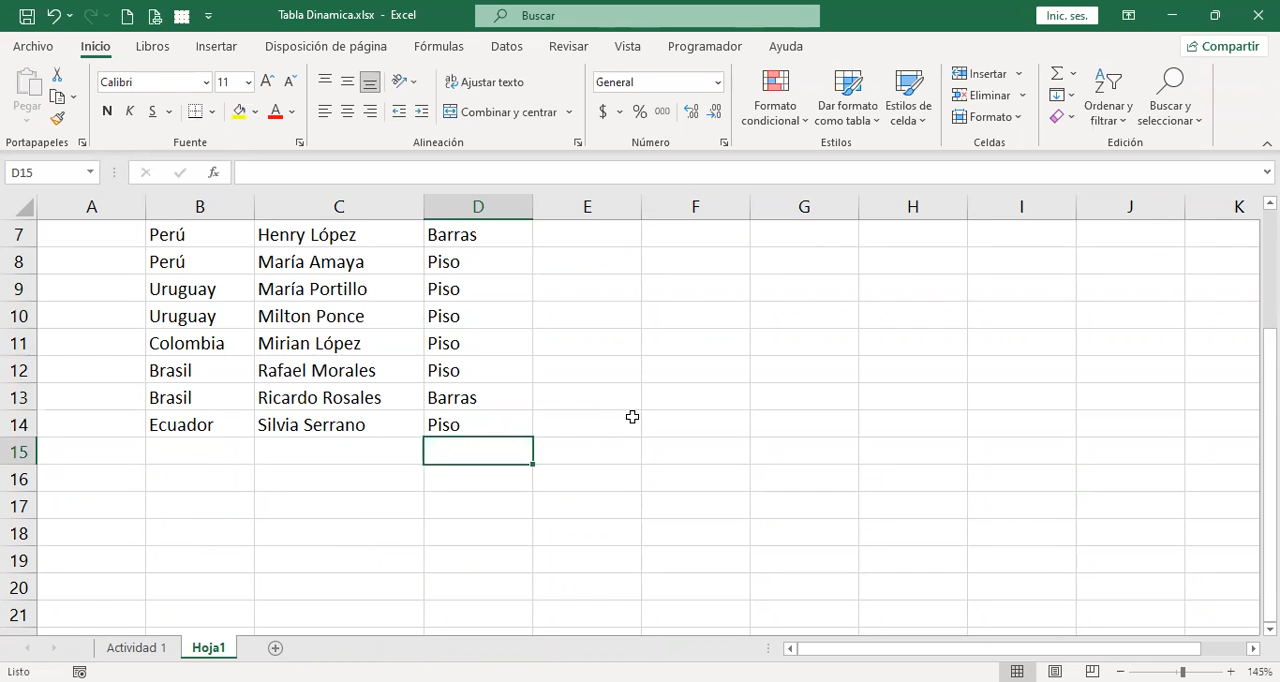 Tabla Dinamica.xlsx - Excel
Buscar
Inic. ses.
Archivo Inicio Libros Insertar Disposición de página Fórmulas Datos Revisar Vista Programador Ayuda
Compartir
Pegar
Portapapeles
Calibri 11
N K S
Fuente
Ajustar texto
Combinar y centrar
Alineación
General
$ % 000
Número
Formato condicional
Dar formato como tabla
Estilos de celda
Estilos
Insertar
Eliminar
Formato
Celdas
Ordenar y filtrar
Buscar y seleccionar
Edición
D15 fx
A B C D E F G H I J K
7 Perú Henry López Barras
8 Perú María Amaya Piso
9 Uruguay María Portillo Piso
10 Uruguay Milton Ponce Piso
11 Colombia Mirian López Piso
12 Brasil Rafael Morales Piso
13 Brasil Ricardo Rosales Barras
14 Ecuador Silvia Serrano Piso
15
16
17
18
19
20
21
Actividad 1 Hoja1
Listo
145%